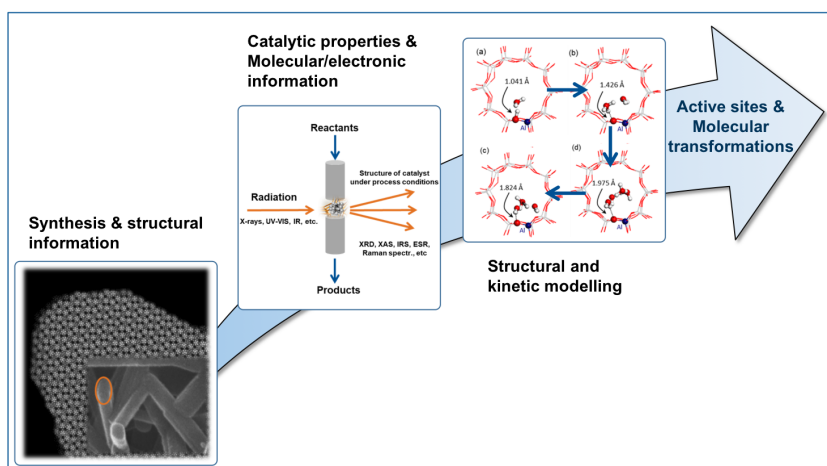 Catalytic properties &
Molecular/electronic
information
Reactants
Radiation
X-rays, UV-VIS, IR, etc.
Structure of catalyst
under process conditions
XRD, XAS, IRS, ESR,
Raman spectr., etc
Products
Synthesis & structural
information
(a)
1.041 Å
Al
(b)
1.426 Å
Al
(c)
1.824 Å
Al
(d)
1.975 Å
Al
Structural and
kinetic modelling
Active sites &
Molecular
transformations